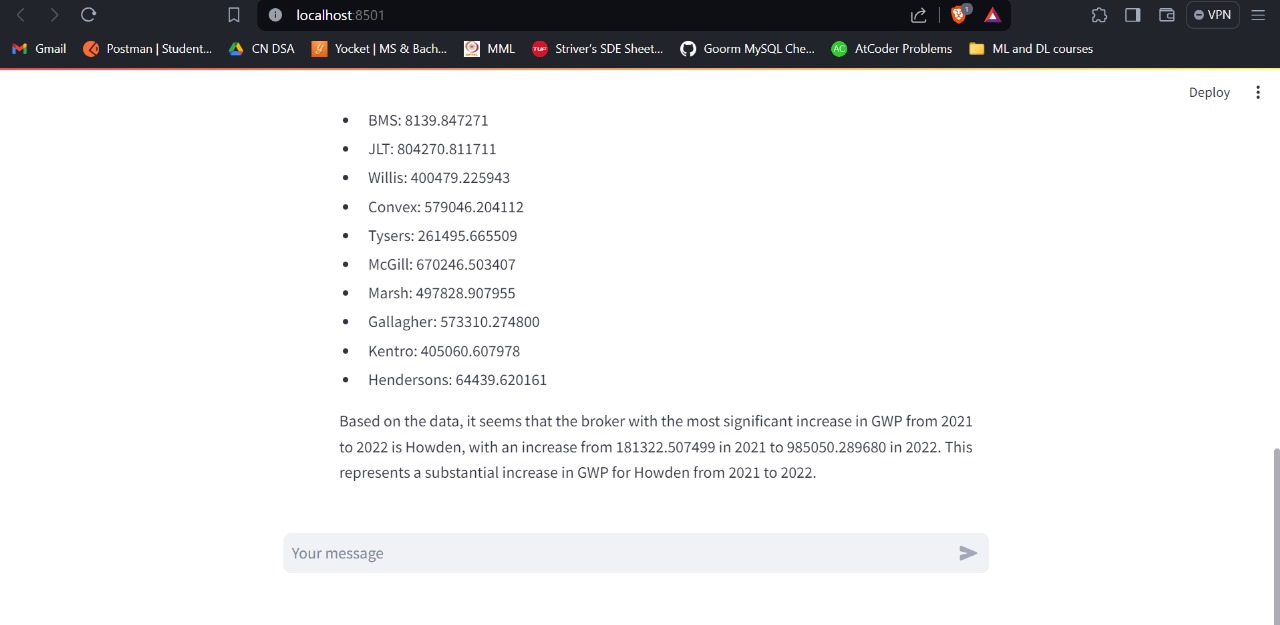 localhost:8501
1
VPN
Gmail
Postman | Student...
CN DSA
Yocket | MS & Bach...
MML
TUF
Striver's SDE Sheet...
Goorm MySQL Che...
AC
AtCoder Problems
ML and DL courses
Deploy
• BMS: 8139.847271
• JLT: 804270.811711
• Willis: 400479.225943
• Convex: 579046.204112
• Tysers: 261495.665509
• McGill: 670246.503407
• Marsh: 497828.907955
• Gallagher: 573310.274800
• Kentro: 405060.607978
• Hendersons: 64439.620161
Based on the data, it seems that the broker with the most significant increase in GWP from 2021
to 2022 is Howden, with an increase from 181322.507499 in 2021 to 985050.289680 in 2022. This
represents a substantial increase in GWP for Howden from 2021 to 2022.
Your message